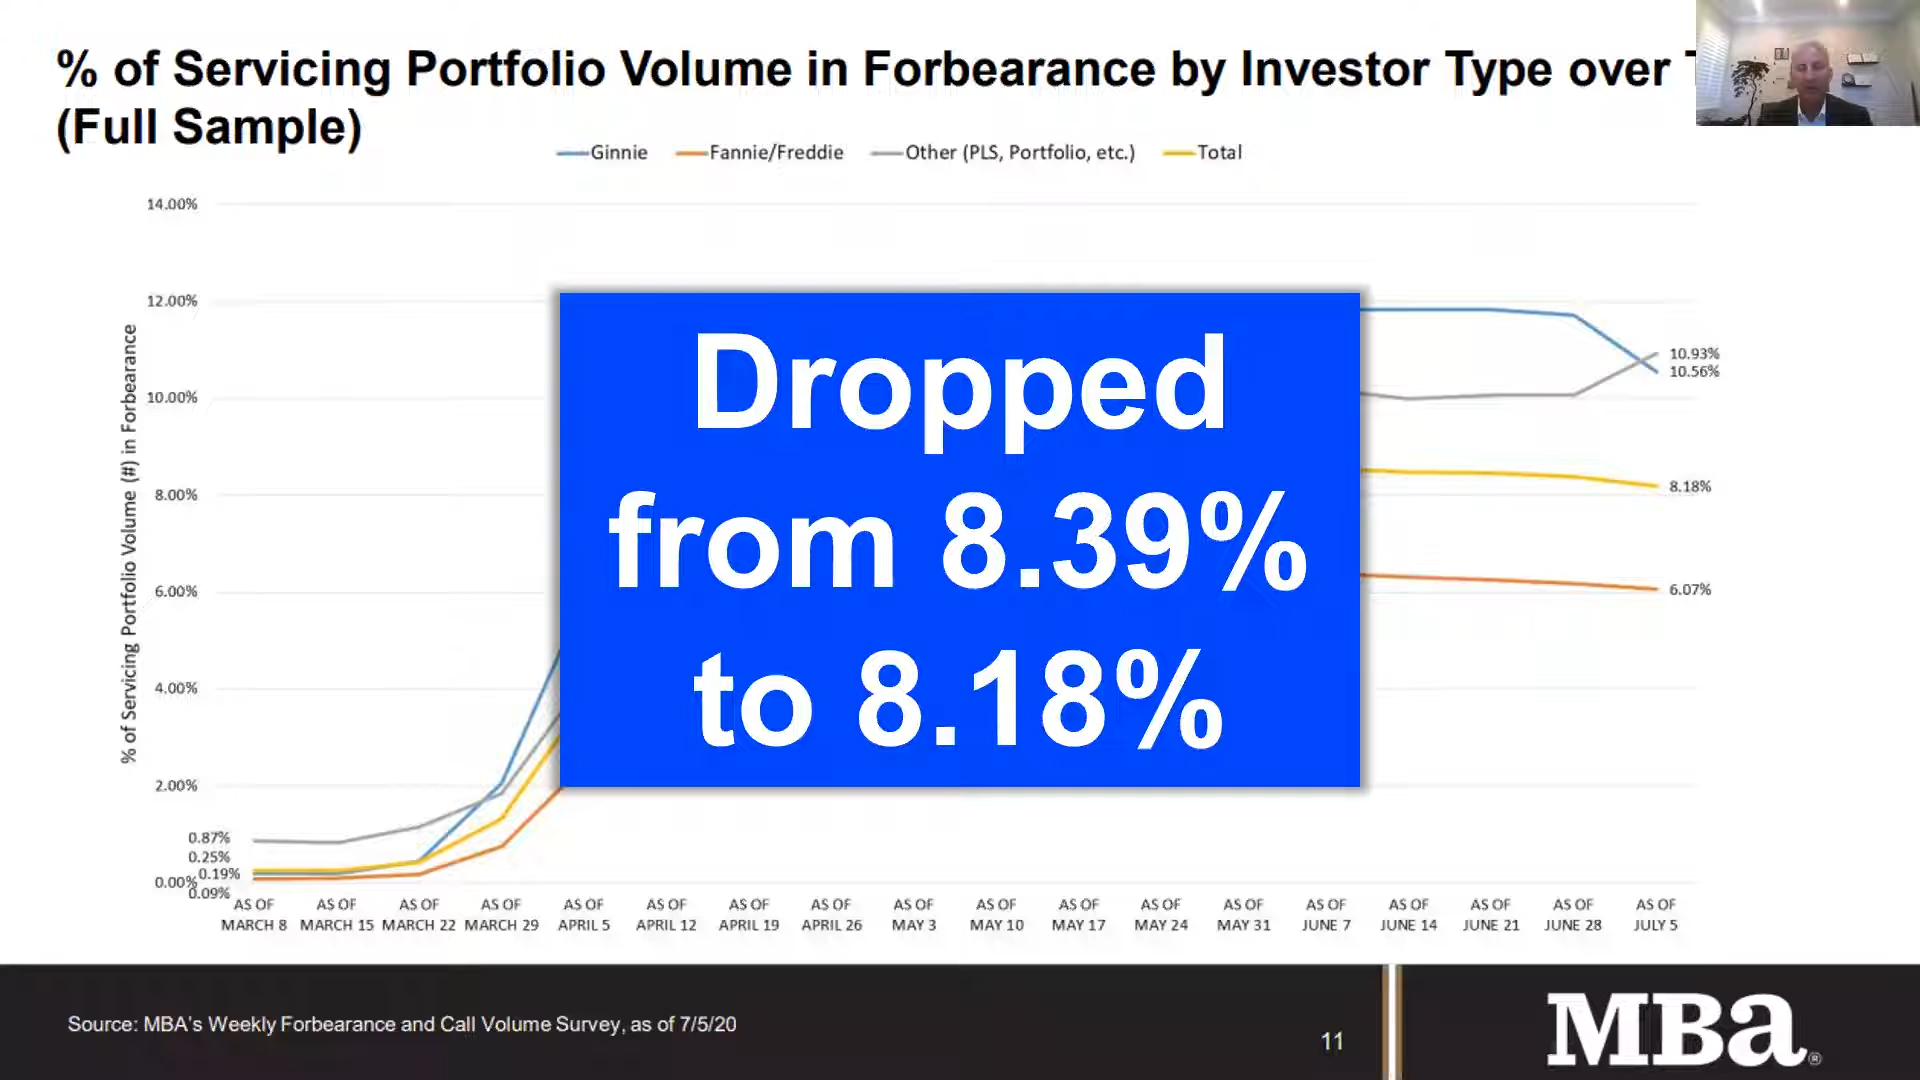 % of Servicing Portfolio Volume in Forbearance by Investor Type over
(Full Sample)
Ginnie
Fannie/Freddie
Other (PLS, Portfolio, etc.)
Total
% of Servicing Portfolio Volume (#) in Forbearance
14.00%
12.00%
10.00%
8.00%
6.00%
4.00%
2.00%
0.00%
0.87%
0.25%
0.19%
0.09%
Dropped
from 8.39%
to 8.18%
10.93%
10.56%
8.18%
6.07%
AS OF
MARCH 8
AS OF
MARCH 15
AS OF
MARCH 22
AS OF
MARCH 29
AS OF
APRIL 5
AS OF
APRIL 12
AS OF
APRIL 19
AS OF
APRIL 26
AS OF
MAY 3
AS OF
MAY 10
AS OF
MAY 17
AS OF
MAY 24
AS OF
MAY 31
AS OF
JUNE 7
AS OF
JUNE 14
AS OF
JUNE 21
AS OF
JUNE 28
AS OF
JULY 5
Source: MBA's Weekly Forbearance and Call Volume Survey, as of 7/5/20
11
MBa®